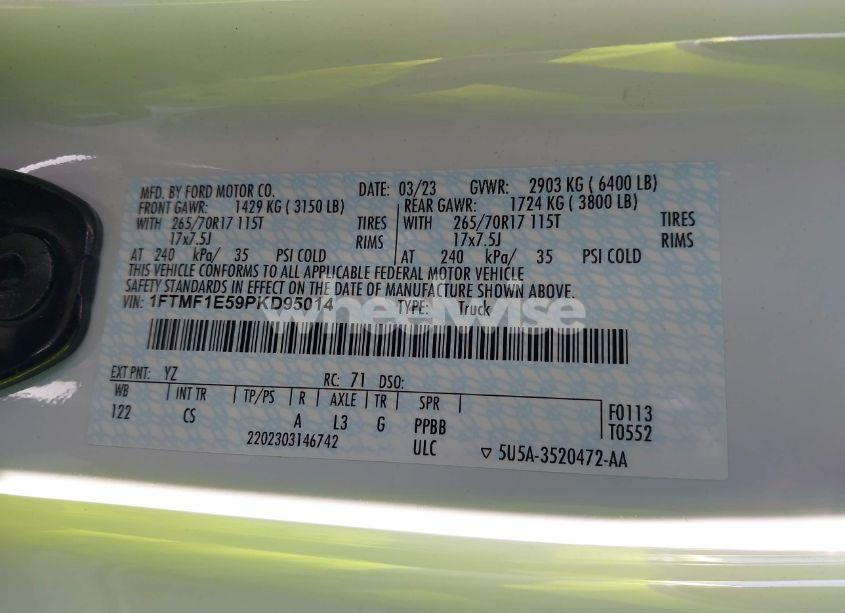 MFD. BY FORD MOTOR CO. DATE: 03/23 GVWR: 2903 KG ( 6400 LB)
FRONT GAWR: 1429 KG ( 3150 LB) REAR GAWR: 1724 KG ( 3800 LB)
WITH 265/70R17 115T TIRES WITH 265/70R17 115T TIRES
17x7.5J RIMS 17x7.5J RIMS
AT 240 kPa/ 35 PSI COLD AT 240 kPa/ 35 PSI COLD
THIS VEHICLE CONFORMS TO ALL APPLICABLE FEDERAL MOTOR VEHICLE
SAFETY STANDARDS IN EFFECT ON THE DATE OF MANUFACTURE SHOWN ABOVE.
VIN: 1FTMF1E59PKD95014 TYPE: Truck
wheelwise
EXT PNT: YZ RC: 71 DSO:
WB INT TR TP/PS R AXLE TR SPR
122 CS A L3 G PPBB F0113
2202303146742 ULC T0552
5U5A-3520472-AA